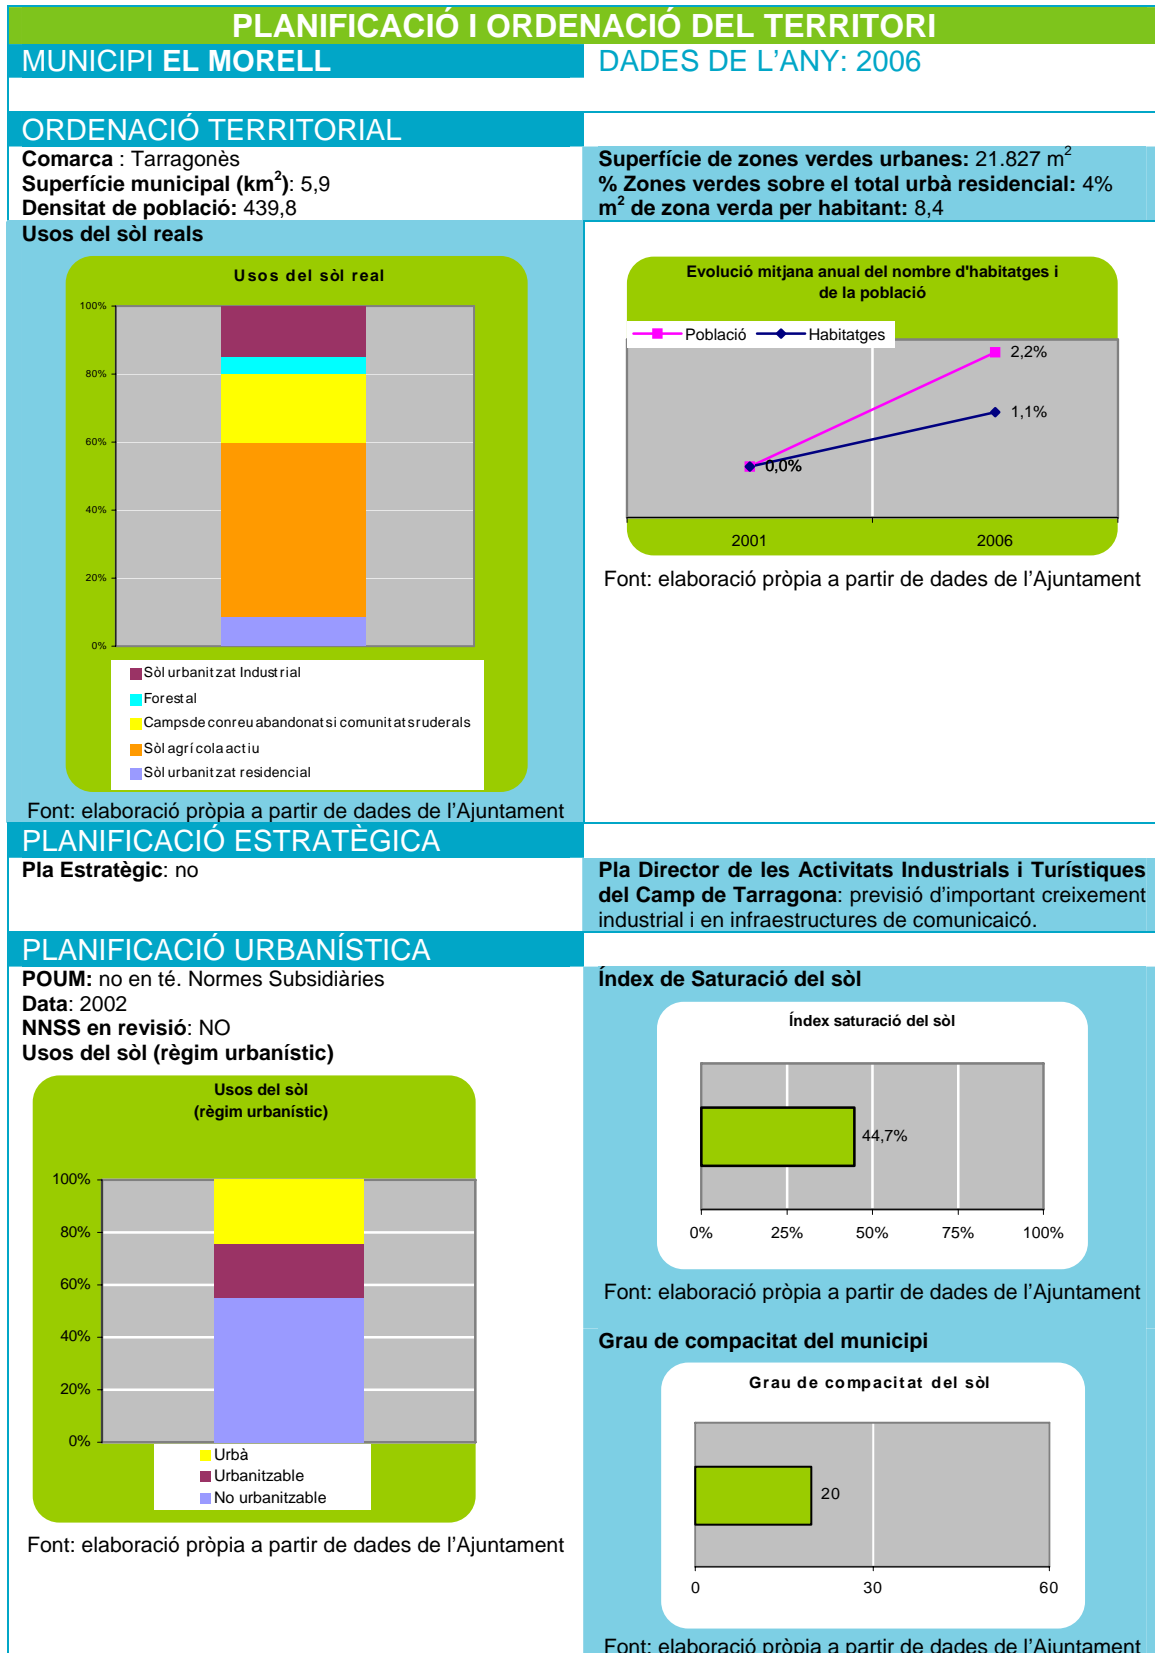 PLANIFICACIÓ I ORDENACIÓ DEL TERRITORI
MUNICIPI EL MORELL
DADES DE L'ANY: 2006
ORDENACIÓ TERRITORIAL
Comarca : Tarragonès
Superfície municipal (km²): 5,9
Densitat de població: 439,8
Superfície de zones verdes urbanes: 21.827 m²
% Zones verdes sobre el total urbà residencial: 4%
m² de zona verda per habitant: 8,4
Usos del sòl reals
Usos del sòl real
100%
80%
60%
40%
20%
0%
Sòl urbanitzat Industrial
Forestal
Camps de conreu abandonats i comunitats ruderals
Sòl agrícola actiu
Sòl urbanitzat residencial
Font: elaboració pròpia a partir de dades de l'Ajuntament
Evolució mitjana anual del nombre d'habitatges i
de la població
Població Habitatges
2,2%
1,1%
0,0%
2001 2006
Font: elaboració pròpia a partir de dades de l'Ajuntament
PLANIFICACIÓ ESTRATÈGICA
Pla Estratègic: no
Pla Director de les Activitats Industrials i Turístiques
del Camp de Tarragona: previsió d'important creixement
industrial i en infraestructures de comunicaicó.
PLANIFICACIÓ URBANÍSTICA
POUM: no en té. Normes Subsidiàries
Data: 2002
NNSS en revisió: NO
Usos del sòl (règim urbanístic)
Usos del sòl
(règim urbanístic)
100%
80%
60%
40%
20%
0%
Urbà
Urbanitzable
No urbanitzable
Font: elaboració pròpia a partir de dades de l'Ajuntament
Índex de Saturació del sòl
Índex saturació del sòl
44,7%
0% 25% 50% 75% 100%
Font: elaboració pròpia a partir de dades de l'Ajuntament
Grau de compacitat del municipi
Grau de compacitat del sòl
20
0 30 60
Font: elaboració pròpia a partir de dades de l'Ajuntament